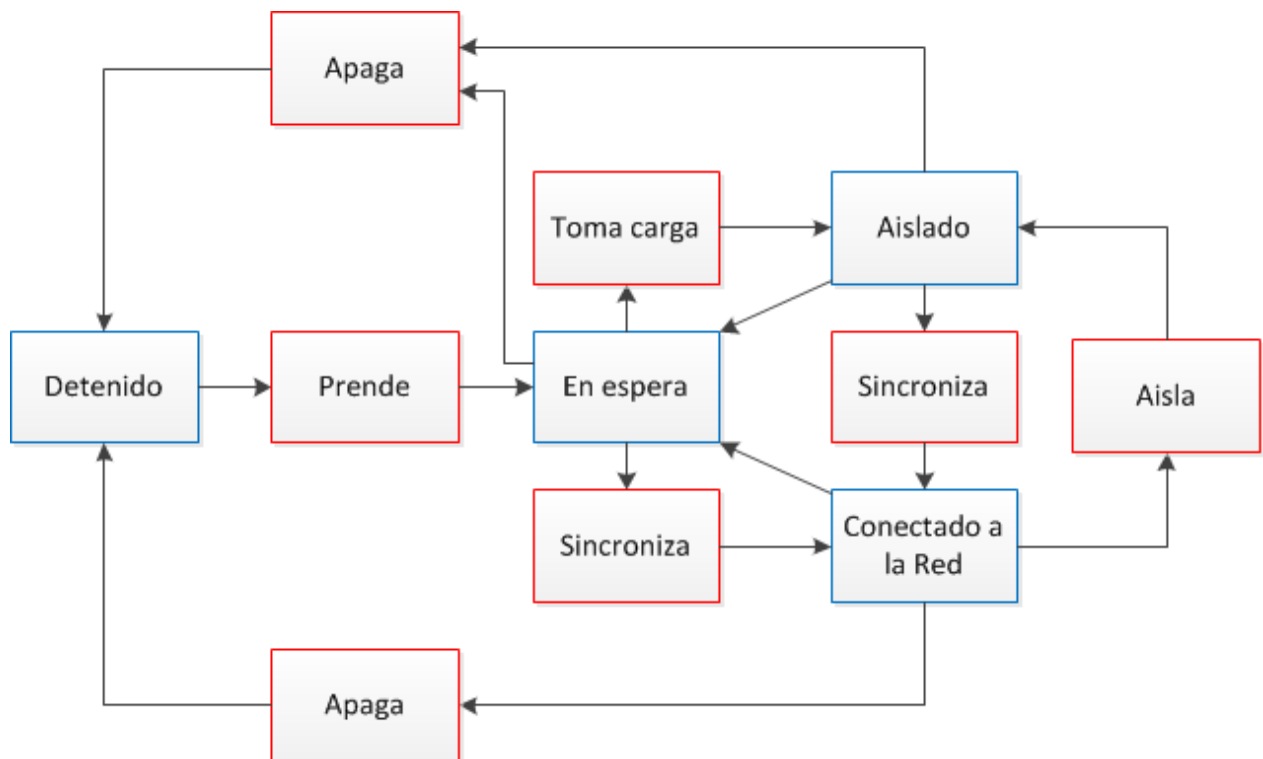 Apaga
Toma carga
Aislado
Detenido
Prende
En espera
Sincroniza
Aisla
Sincroniza
Conectado a
la Red
Apaga